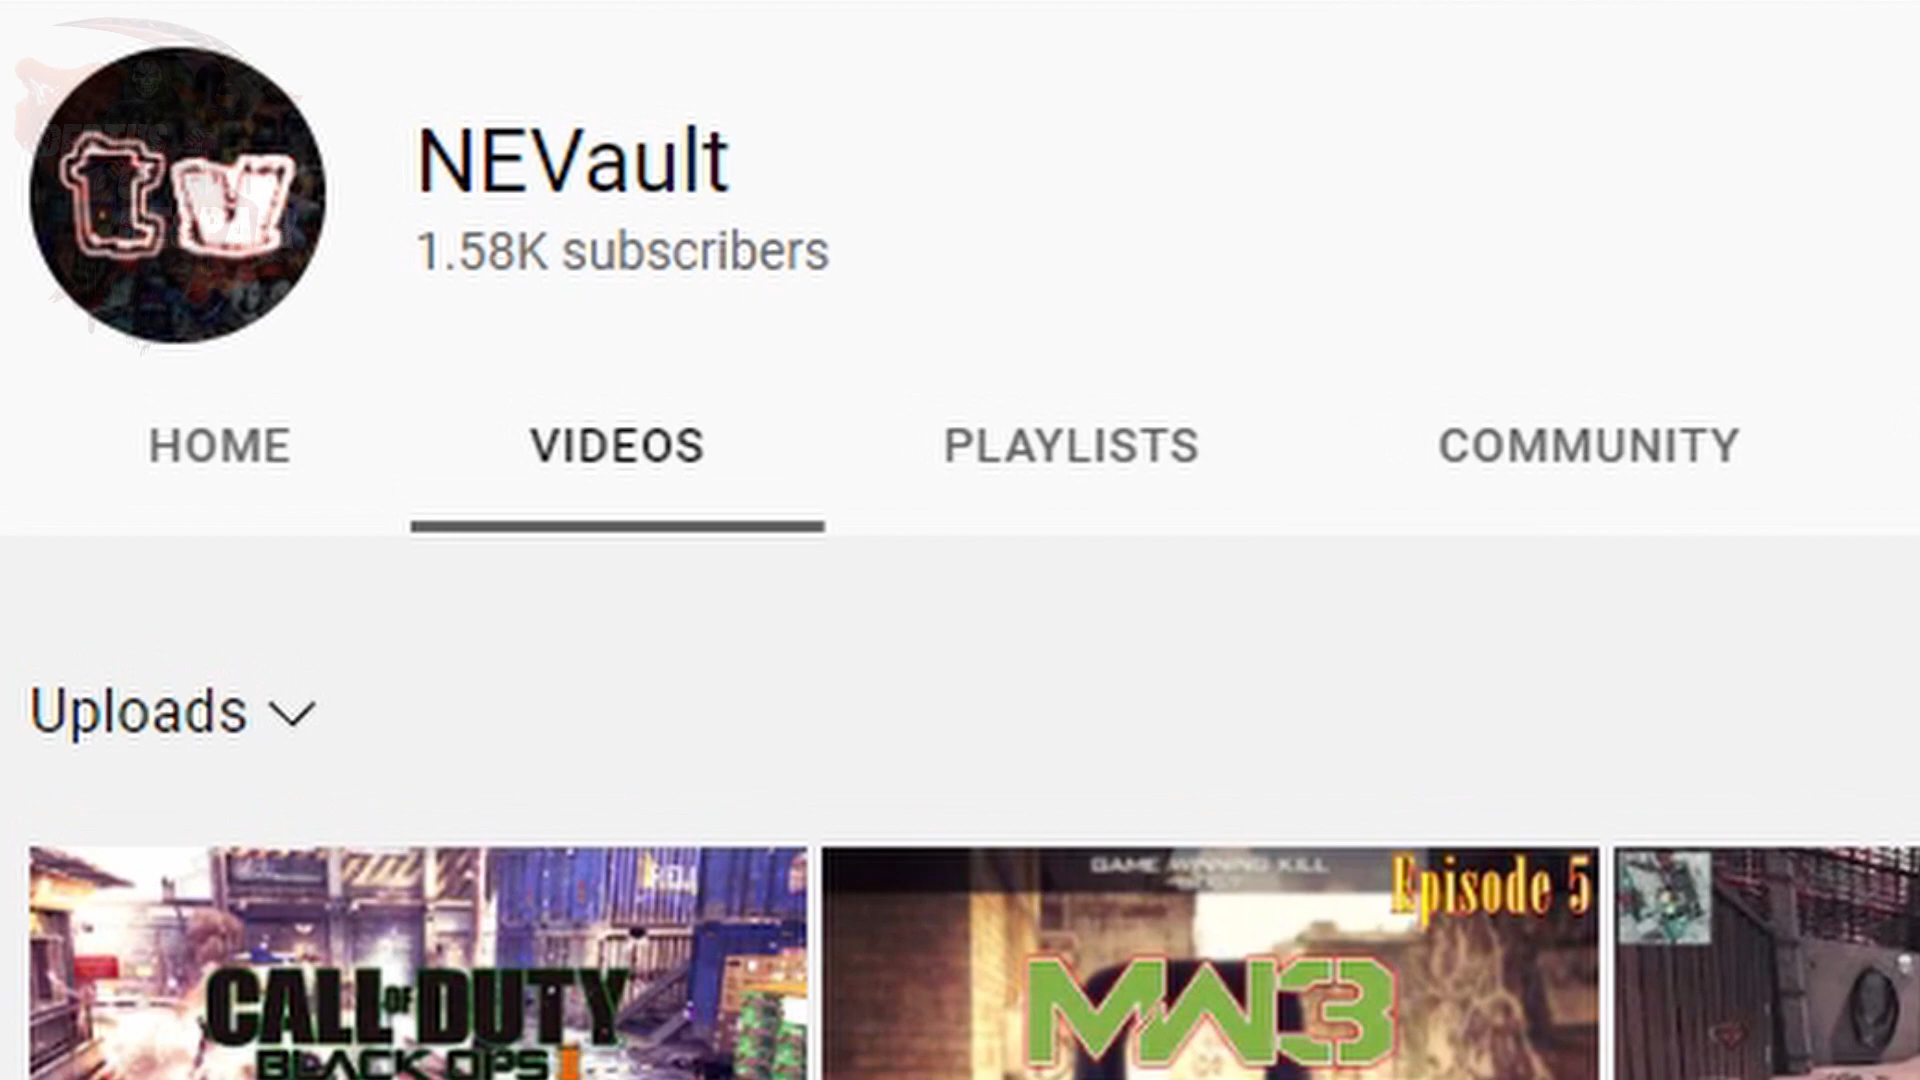 tv
NEVault
1.58K subscribers
HOME
VIDEOS
PLAYLISTS
COMMUNITY
Uploads
CALL OF DUTY
BLACK OPS II
GAME WINNING KILL
Episode 5
MW3